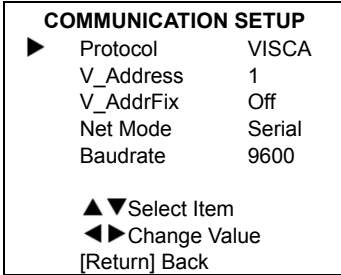 COMMUNICATION SETUP
▶ Protocol VISCA
V_Address 1
V_AddrFix Off
Net Mode Serial
Baudrate 9600
▲▼Select Item
◀▶Change Value
[Return] Back